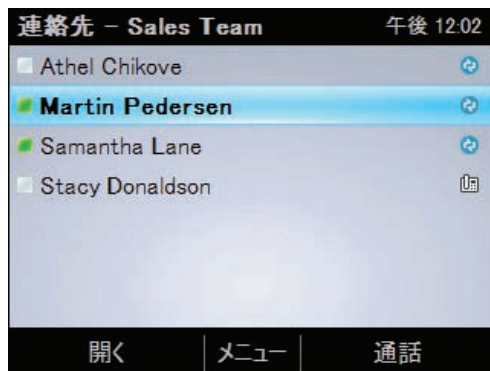 連絡先 - Sales Team 午後 12:02
Athel Chikove
Martin Pedersen
Samantha Lane
Stacy Donaldson
開く メニュー 通話